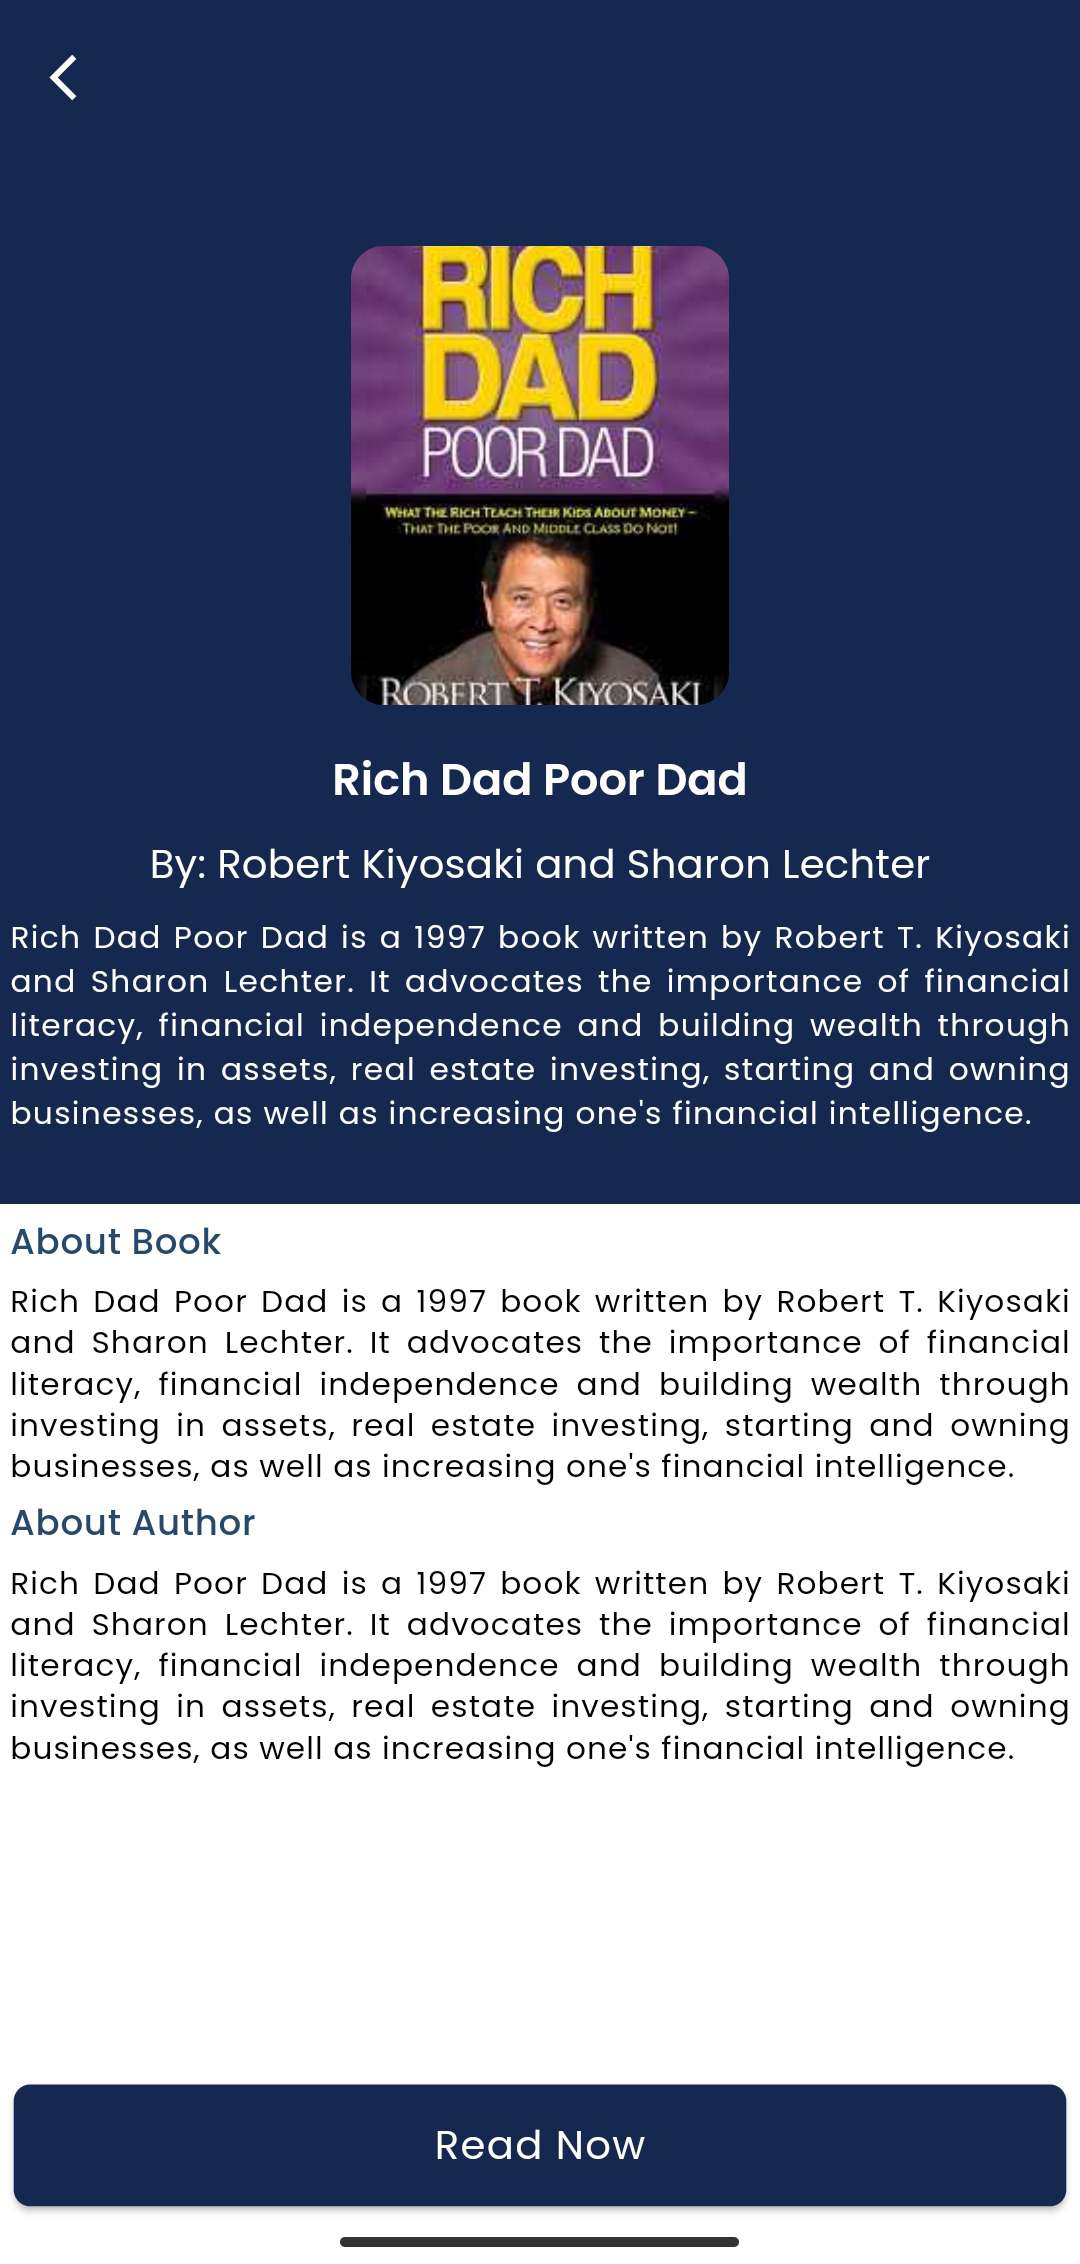 RICH
DAD
POOR DAD
WHAT THE RICH TEACH THEIR KIDS ABOUT MONEY –
THAT THE POOR AND MIDDLE CLASS DO NOT!
ROBERT T. KIYOSAKI
Rich Dad Poor Dad
By: Robert Kiyosaki and Sharon Lechter
Rich Dad Poor Dad is a 1997 book written by Robert T. Kiyosaki
and Sharon Lechter. It advocates the importance of financial
literacy, financial independence and building wealth through
investing in assets, real estate investing, starting and owning
businesses, as well as increasing one's financial intelligence.
About Book
Rich Dad Poor Dad is a 1997 book written by Robert T. Kiyosaki
and Sharon Lechter. It advocates the importance of financial
literacy, financial independence and building wealth through
investing in assets, real estate investing, starting and owning
businesses, as well as increasing one's financial intelligence.
About Author
Rich Dad Poor Dad is a 1997 book written by Robert T. Kiyosaki
and Sharon Lechter. It advocates the importance of financial
literacy, financial independence and building wealth through
investing in assets, real estate investing, starting and owning
businesses, as well as increasing one's financial intelligence.
Read Now